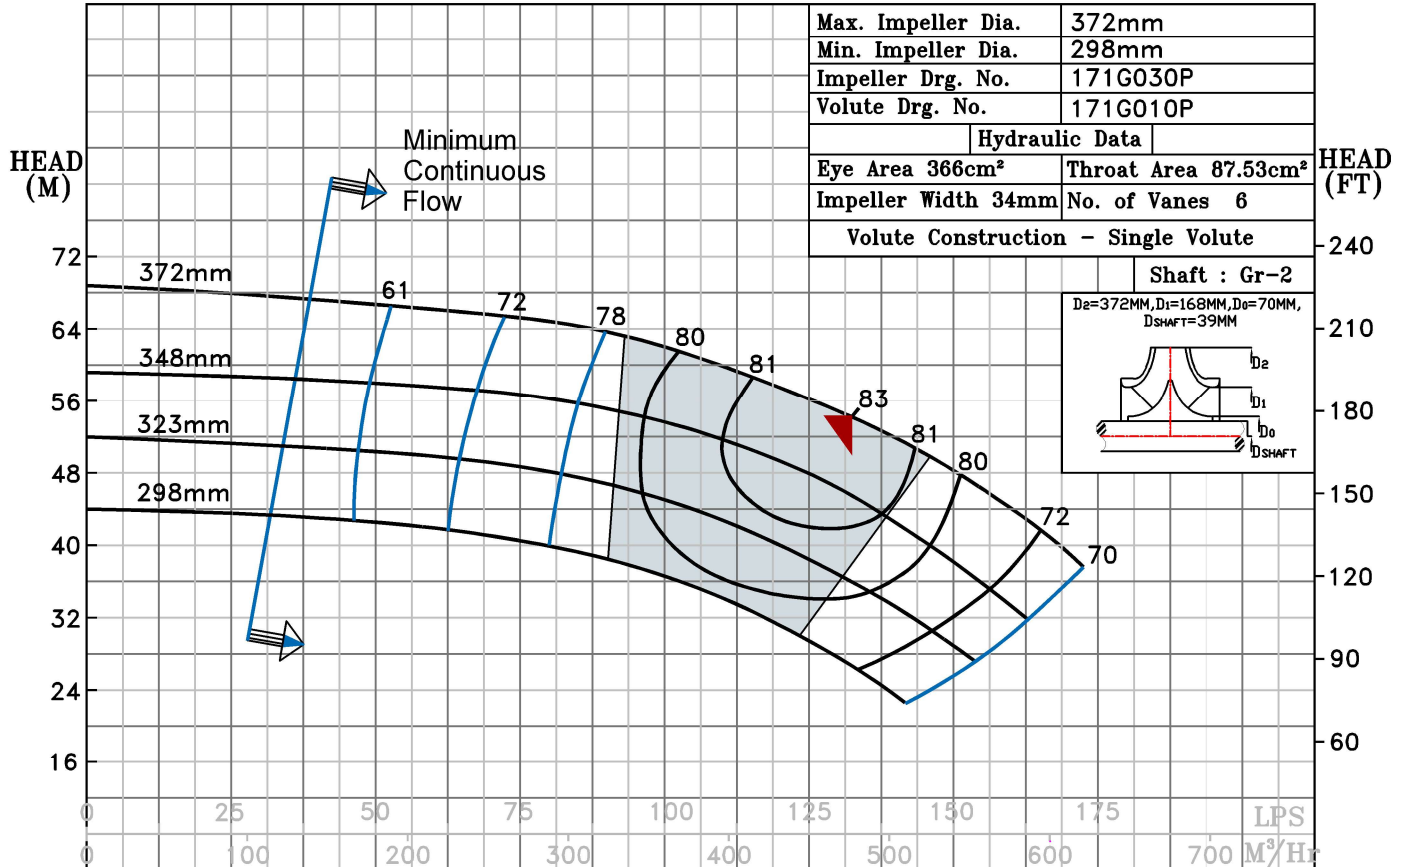 Max. Impeller Dia. 372mm
Min. Impeller Dia. 298mm
Impeller Drg. No. 171G030P
Volute Drg. No. 171G010P
Hydraulic Data
Eye Area 366cm² Throat Area 87.53cm²
Impeller Width 34mm No. of Vanes 6
Volute Construction - Single Volute
Shaft : Gr-2
D2=372MM,D1=168MM,D0=70MM,
DSHAFT=39MM
D2
D1
D0
DSHAFT
Minimum
Continuous
Flow
HEAD
(M)
HEAD
(FT)
72
64
56
48
40
32
24
16
240
210
180
150
120
90
60
372mm
348mm
323mm
298mm
61
72
78
80
81
83
81
80
72
70
0 25 50 75 100 125 150 175 LPS
0 100 200 300 400 500 600 700 M³/Hr